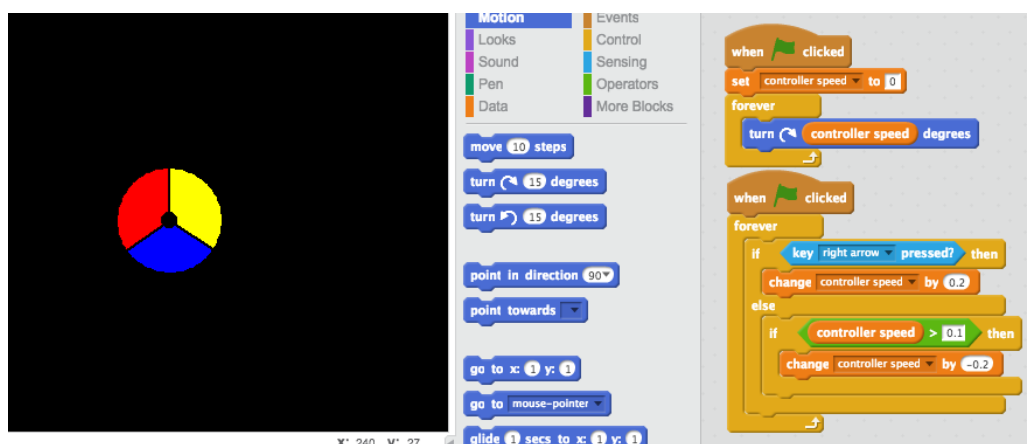 Motion Events
Looks Control
Sound Sensing
Pen Operators
Data More Blocks
move 10 steps
turn 15 degrees
turn 15 degrees
point in direction 90
point towards
go to x: 1 y: 1
go to mouse-pointer
glide 1 secs to x: 1 y: 1
X: 240 Y: 27
when clicked
set controller speed to 0
forever
turn controller speed degrees
when clicked
forever
if key right arrow pressed? then
change controller speed by 0.2
else
if controller speed > 0.1 then
change controller speed by -0.2